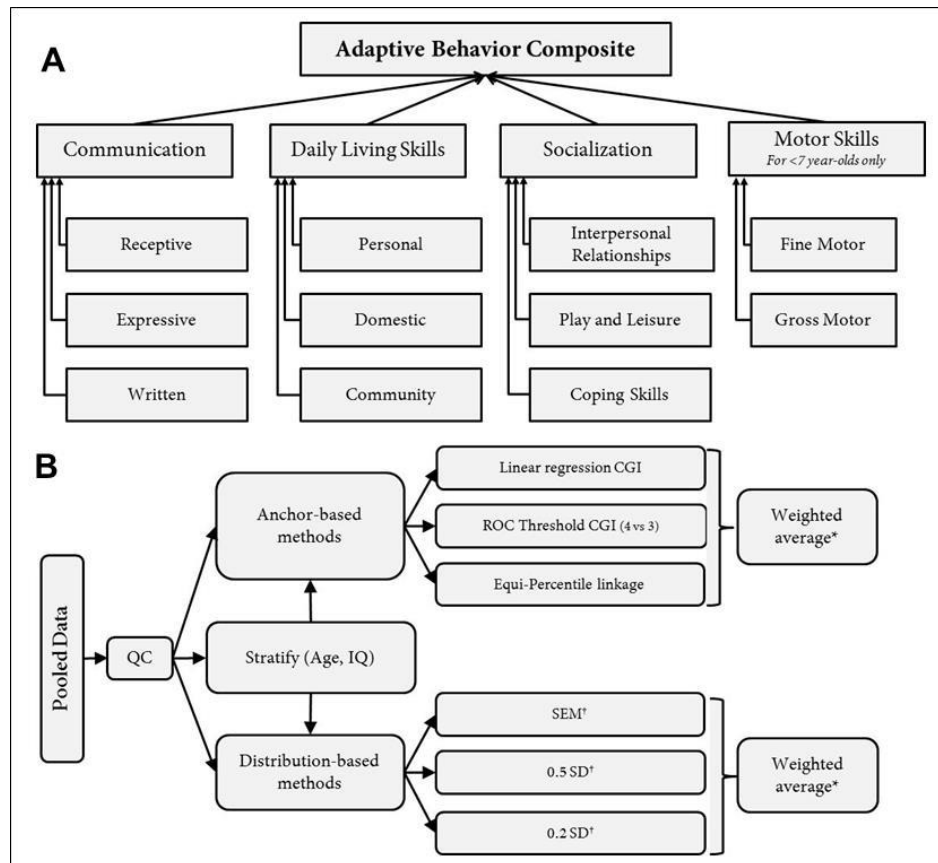 A
Adaptive Behavior Composite
Communication
Daily Living Skills
Socialization
Motor Skills
For <7 year-olds only
Receptive
Personal
Interpersonal
Relationships
Fine Motor
Expressive
Domestic
Play and Leisure
Gross Motor
Written
Community
Coping Skills
B
Pooled Data
QC
Anchor-based
methods
Stratify (Age, IQ)
Distribution-based
methods
Linear regression CGI
ROC Threshold CGI (4 vs 3)
Equi-Percentile linkage
Weighted
average*
SEM†
0.5 SD†
0.2 SD†
Weighted
average*